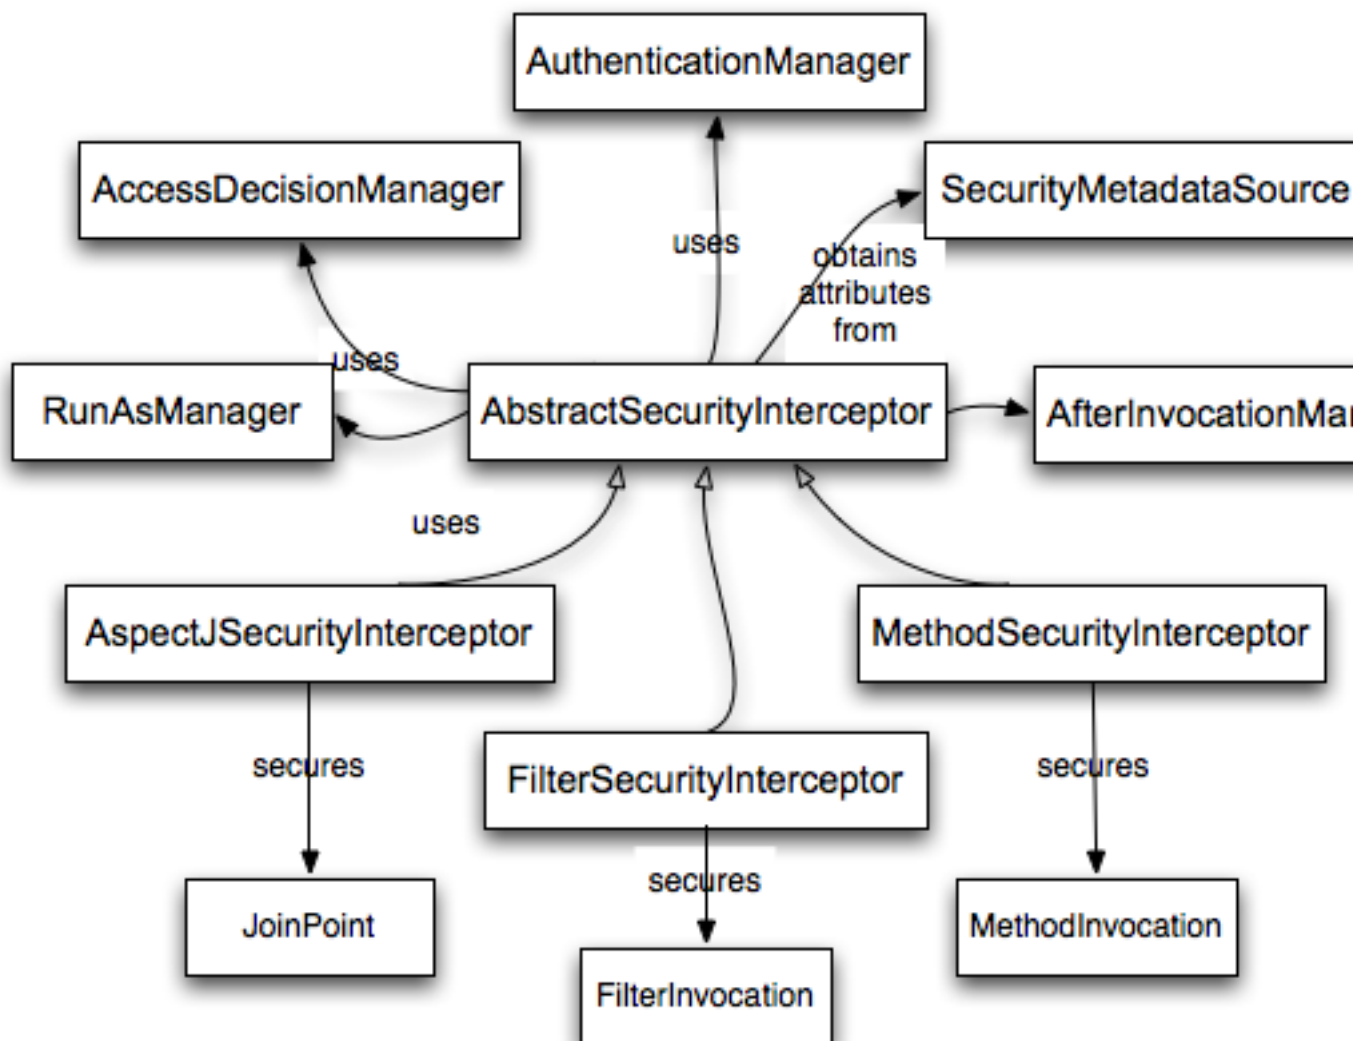 AuthenticationManager
AccessDecisionManager
SecurityMetadataSource
uses
obtains
attributes
from
uses
RunAsManager
AbstractSecurityInterceptor
AfterInvocationMa
uses
AspectJSecurityInterceptor
MethodSecurityInterceptor
secures
FilterSecurityInterceptor
secures
secures
JoinPoint
MethodInvocation
FilterInvocation